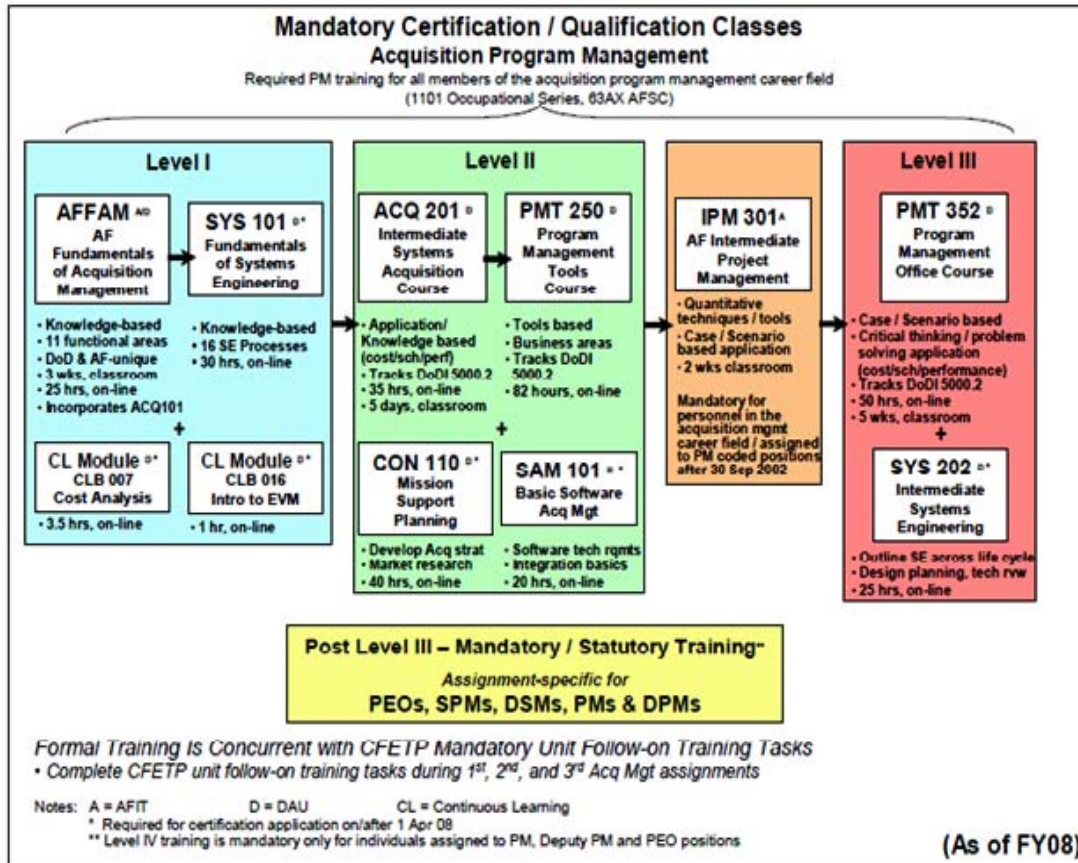 Mandatory Certification / Qualification Classes
Acquisition Program Management
Required PM training for all members of the acquisition program management career field
(1101 Occupational Series, 63AX AFSC)
Level I
AFFAM A/D
AF
Fundamentals
of Acquisition
Management
SYS 101 D*
Fundamentals
of Systems
Engineering
• Knowledge-based
• 11 functional areas
• DoD & AF-unique
• 3 wks, classroom
• 25 hrs, on-line
• Incorporates ACQ101
• Knowledge-based
• 16 SE Processes
• 30 hrs, on-line
+
CL Module D*
CLB 007
Cost Analysis
• 3.5 hrs, on-line
CL Module D*
CLB 016
Intro to EVM
• 1 hr, on-line
Level II
ACQ 201 D
Intermediate
Systems
Acquisition
Course
PMT 250 D
Program
Management
Tools
Course
• Application/
Knowledge based
(cost/sch/perf)
• Tracks DoDI 5000.2
• 35 hrs, on-line
• 5 days, classroom
• Tools based
• Business areas
• Tracks DoDI
5000.2
• 82 hours, on-line
+
CON 110 D*
Mission
Support
Planning
• Develop Acq strat
• Market research
• 40 hrs, on-line
SAM 101 D*
Basic Software
Acq Mgt
• Software tech rqmts
• Integration basics
• 20 hrs, on-line
IPM 301 A
AF Intermediate
Project
Management
• Quantitative
techniques / tools
• Case / Scenario
based application
• 2 wks classroom
Mandatory for
personnel in the
acquisition mgmt
career field / assigned
to PM coded positions
after 30 Sep 2002
Level III
PMT 352 D
Program
Management
Office Course
• Case / Scenario based
• Critical thinking / problem
solving application
(cost/sch/performance)
• Tracks DoDI 5000.2
• 50 hrs, on-line
• 5 wks, classroom
+
SYS 202 D*
Intermediate
Systems
Engineering
• Outline SE across life cycle
• Design planning, tech rvw
• 25 hrs, on-line
Post Level III – Mandatory / Statutory Training**
Assignment-specific for
PEOs, SPMs, DSMs, PMs & DPMs
Formal Training Is Concurrent with CFETP Mandatory Unit Follow-on Training Tasks
• Complete CFETP unit follow-on training tasks during 1st, 2nd, and 3rd Acq Mgt assignments
Notes: A = AFIT D = DAU CL = Continuous Learning
* Required for certification application on/after 1 Apr 08
** Level IV training is mandatory only for individuals assigned to PM, Deputy PM and PEO positions
(As of FY08)